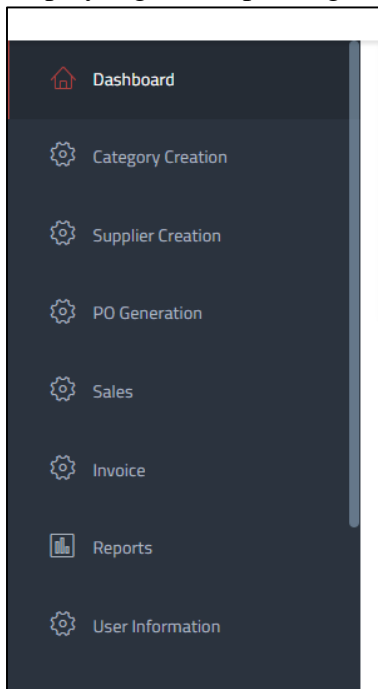 Dashboard
Category Creation
Supplier Creation
PO Generation
Sales
Invoice
Reports
User Information